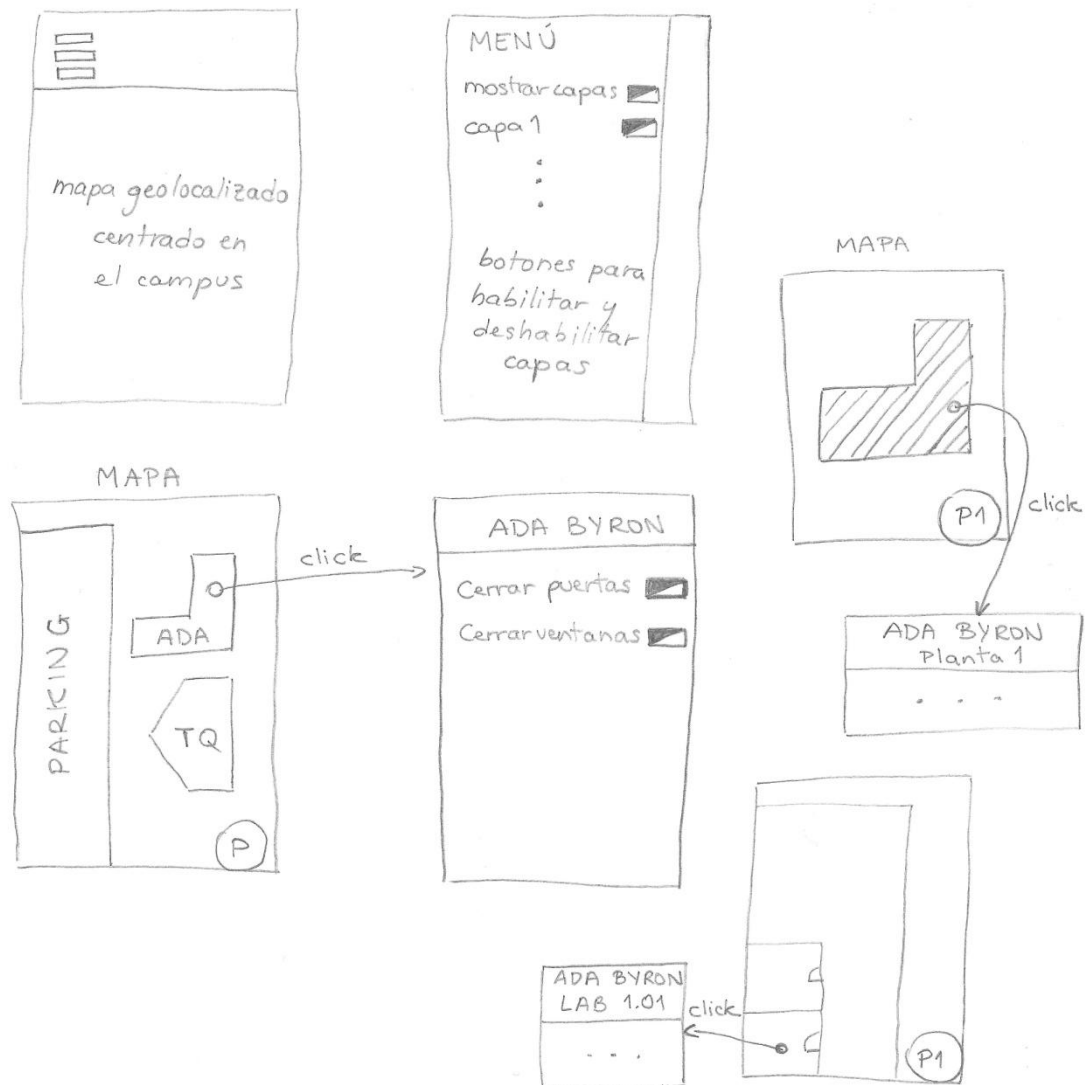 mapa geolocalizado
centrado en
el campus
MENÚ
mostrar capas
capa 1
botones para
habilitar y
deshabilitar
capas
MAPA
P1
click
ADA BYRON
Planta 1
MAPA
PARKING
ADA
TQ
P
click
ADA BYRON
Cerrar puertas
Cerrar ventanas
ADA BYRON
LAB 1.01
click
P1